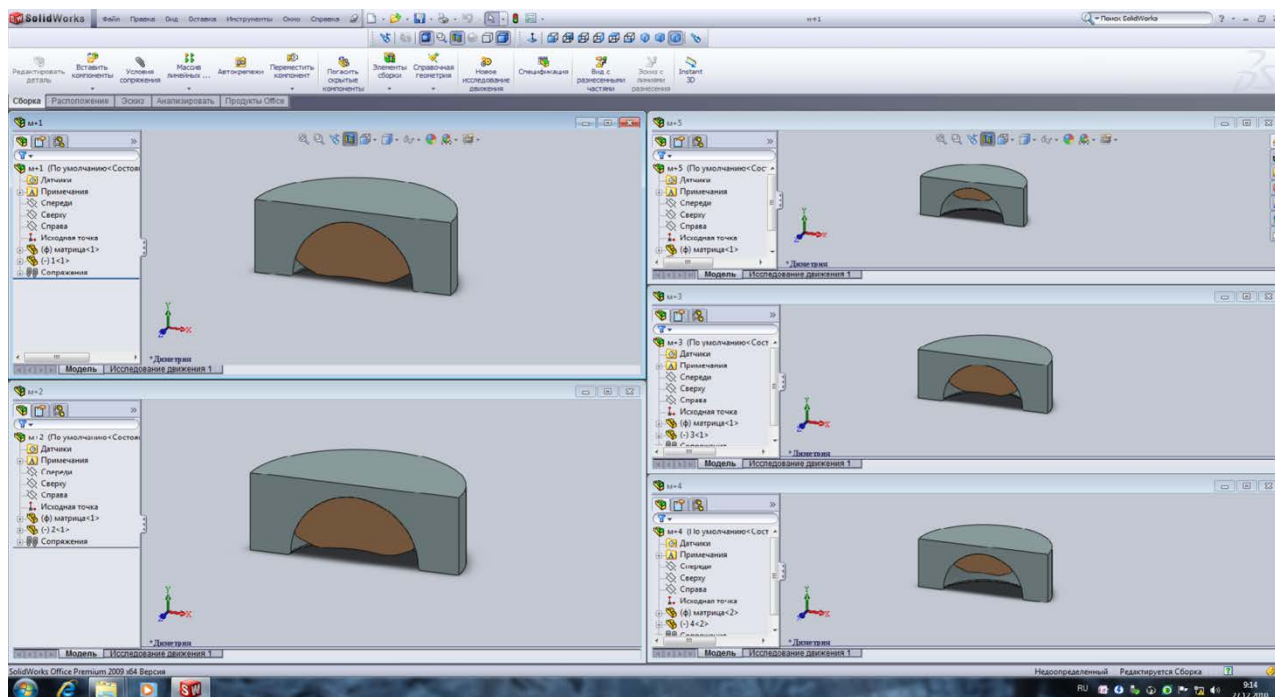 SolidWorks Файл Правка Вид Вставка Инструменты Окно Справка м+1 Поиск SolidWorks
Редактировать деталь
Вставить компоненты
Условия сопряжения
Массив линейных ...
Автокрепежи
Переместить компонент
Погасить скрытые компоненты
Элементы сборки
Справочная геометрия
Новое исследование движения
Спецификация
Вид с разнесенными частями
Эскиз с линиями разнесения
Instant 3D
Сборка Расположение Эскиз Анализировать Продукты Office
м+1
м+1 (По умолчанию<Состоя
Датчики
Примечания
Спереди
Сверху
Справа
Исходная точка
(ф) матрица<1>
(-) 1<1>
Сопряжения
Y
X
Z
*Диметрия
Модель Исследование движения 1
м+2
м+2 (По умолчанию<Состоя
Датчики
Примечания
Спереди
Сверху
Справа
Исходная точка
(ф) матрица<1>
(-) 2<1>
Сопряжения
Y
X
Z
*Диметрия
Модель Исследование движения 1
м+5
м+5 (По умолчанию<Сос
Датчики
Примечания
Спереди
Сверху
Справа
Исходная точка
(ф) матрица<1>
*Диметрия
Модель Исследование движения 1
м+3
м+3 (По умолчанию<Сост
Датчики
Примечания
Спереди
Сверху
Справа
Исходная точка
(ф) матрица<1>
(-) 3<1>
Сопряжения
*Диметрия
Модель Исследование движения 1
м+4
м+4 (По умолчанию<Сост
Датчики
Примечания
Спереди
Сверху
Справа
Исходная точка
(ф) матрица<2>
(-) 4<2>
Сопряжения
*Диметрия
Модель Исследование движения 1
SolidWorks Office Premium 2009 x64 Версия Недоопределенный Редактируется Сборка
RU 9:14
27.12.2010